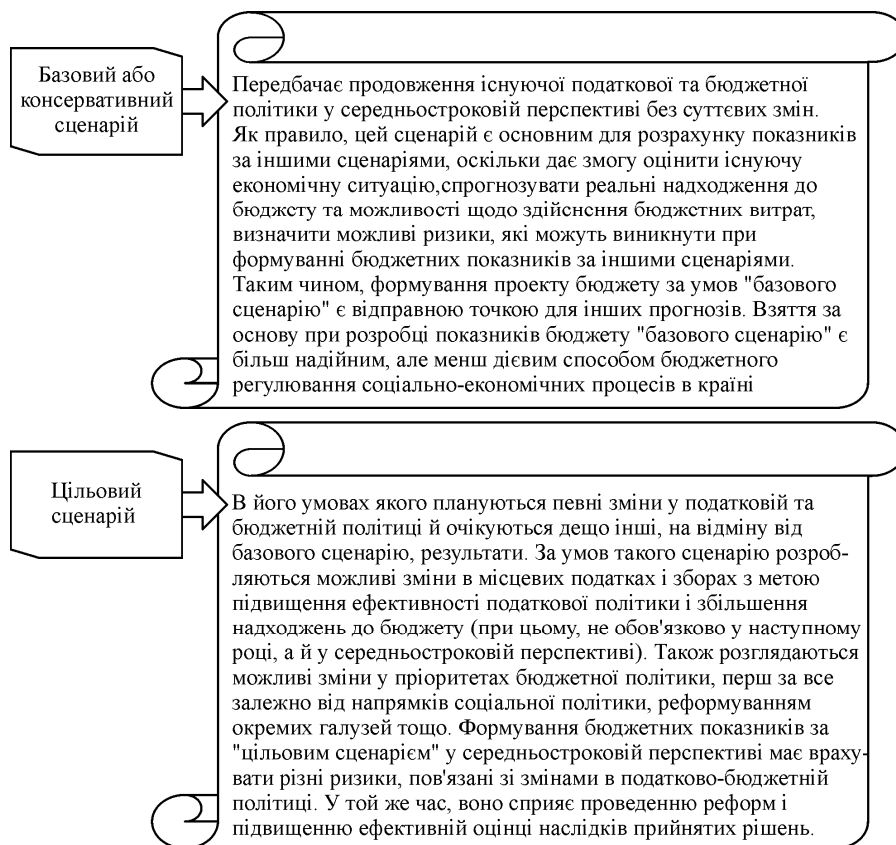 Базовий або
консервативний
сценарій
Передбачає продовження існуючої податкової та бюджетної
політики у середньостроковій перспективі без суттєвих змін.
Як правило, цей сценарій є основним для розрахунку показників
за іншими сценаріями, оскільки дає змогу оцінити існуючу
економічну ситуацію,спрогнозувати реальні надходження до
бюджету та можливості щодо здійснення бюджетних витрат,
визначити можливі ризики, які можуть виникнути при
формуванні бюджетних показників за іншими сценаріями.
Таким чином, формування проекту бюджету за умов "базового
сценарію" є відправною точкою для інших прогнозів. Взяття за
основу при розробці показників бюджету "базового сценарію" є
більш надійним, але менш дієвим способом бюджетного
регулювання соціально-економічних процесів в країні
Цільовий
сценарій
В його умовах якого плануються певні зміни у податковій та
бюджетній політиці й очікуються дещо інші, на відміну від
базового сценарію, результати. За умов такого сценарію розроб-
ляються можливі зміни в місцевих податках і зборах з метою
підвищення ефективності податкової політики і збільшення
надходжень до бюджету (при цьому, не обов'язково у наступному
році, а й у середньостроковій перспективі). Також розглядаються
можливі зміни у пріоритетах бюджетної політики, перш за все
залежно від напрямків соціальної політики, реформуванням
окремих галузей тощо. Формування бюджетних показників за
"цільовим сценарієм" у середньостроковій перспективі має враху-
вати різні ризики, пов'язані зі змінами в податково-бюджетній
політиці. У той же час, воно сприяє проведенню реформ і
підвищенню ефективній оцінці наслідків прийнятих рішень.